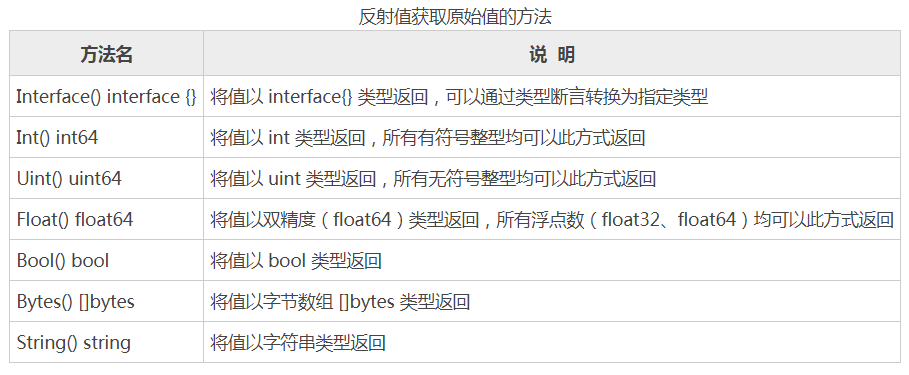 反射值获取原始值的方法
方法名 说 明
Interface() interface {} 将值以 interface{} 类型返回，可以通过类型断言转换为指定类型
Int() int64 将值以 int 类型返回，所有有符号整型均可以此方式返回
Uint() uint64 将值以 uint 类型返回，所有无符号整型均可以此方式返回
Float() float64 将值以双精度（float64）类型返回，所有浮点数（float32、float64）均可以此方式返回
Bool() bool 将值以 bool 类型返回
Bytes() []bytes 将值以字节数组 []bytes 类型返回
String() string 将值以字符串类型返回